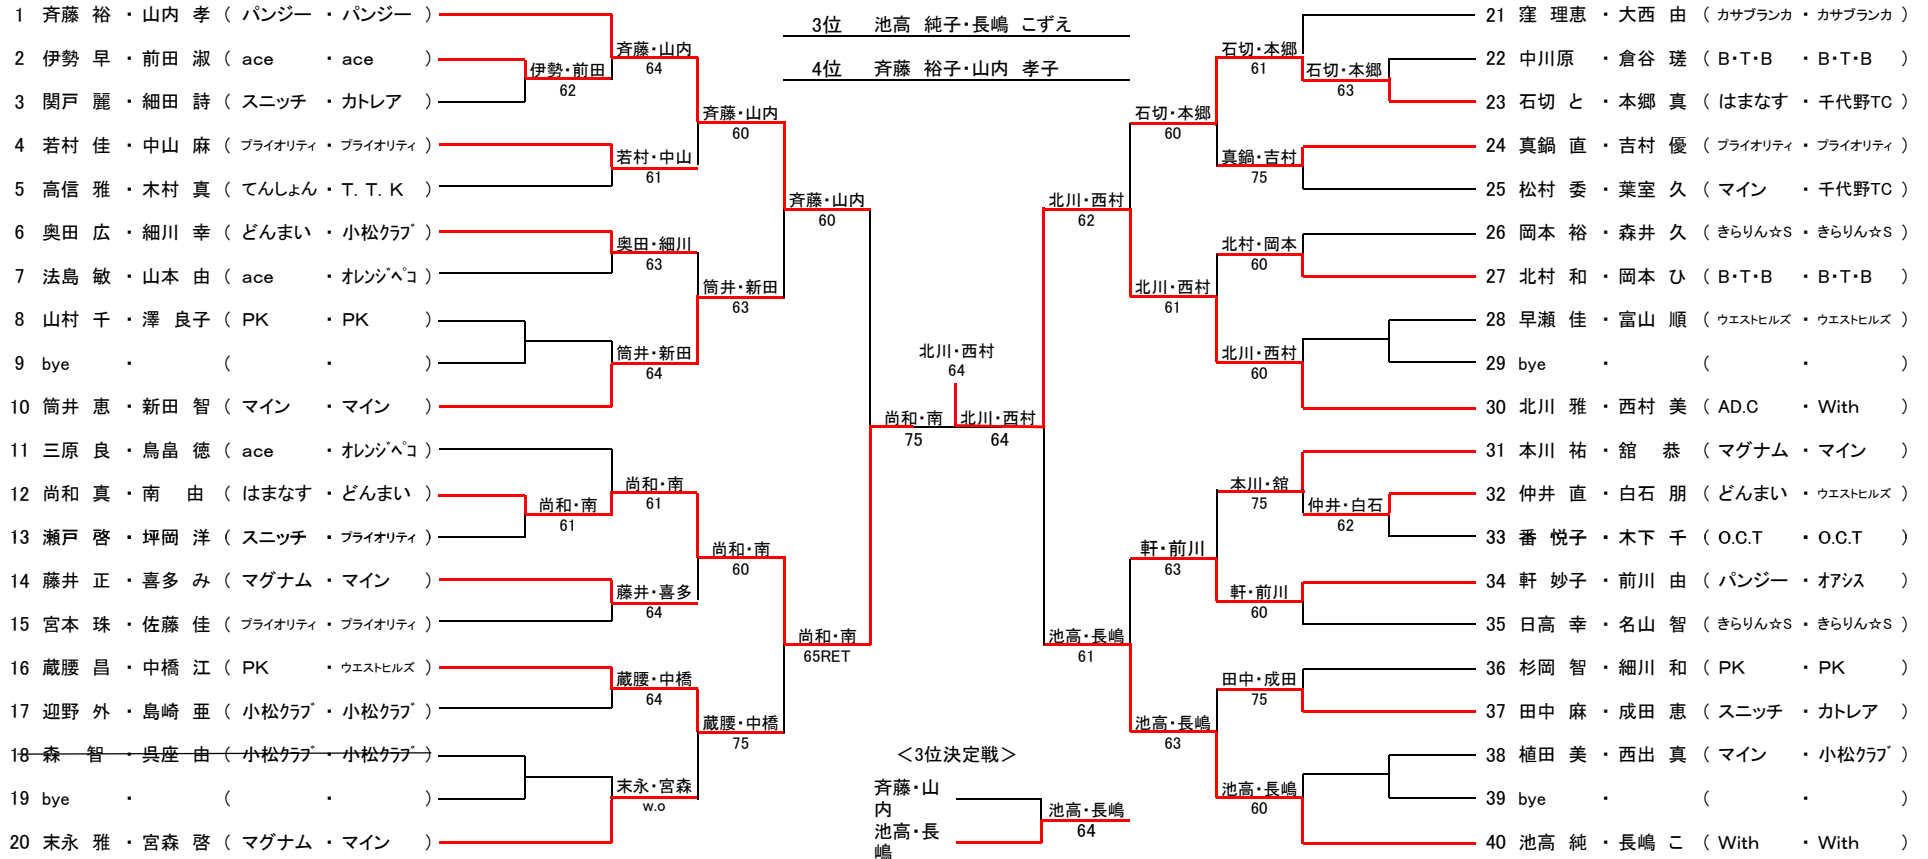 3位 池高 純子・長嶋 こずえ
4位 斉藤 裕子・山内 孝子
1 斉藤 裕 ・ 山内 孝 ( パンジー ・ パンジー )
2 伊勢 早 ・ 前田 淑 ( ace ・ ace )
3 関戸 麗 ・ 細田 詩 ( スニッチ ・ カトレア )
4 若村 佳 ・ 中山 麻 ( プライオリティ ・ プライオリティ )
5 高信 雅 ・ 木村 真 ( てんしょん ・ T. T. K )
6 奥田 広 ・ 細川 幸 ( どんまい ・ 小松クラブ )
7 法島 敏 ・ 山本 由 ( ace ・ オレンジペコ )
8 山村 千 ・ 澤 良子 ( PK ・ PK )
9 bye ・ ( ・ )
10 筒井 恵 ・ 新田 智 ( マイン ・ マイン )
11 三原 良 ・ 鳥畠 徳 ( ace ・ オレンジペコ )
12 尚和 真 ・ 南 由 ( はまなす ・ どんまい )
13 瀬戸 啓 ・ 坪岡 洋 ( スニッチ ・ プライオリティ )
14 藤井 正 ・ 喜多 み ( マグナム ・ マイン )
15 宮本 珠 ・ 佐藤 佳 ( プライオリティ ・ プライオリティ )
16 蔵腰 昌 ・ 中橋 江 ( PK ・ ウエストヒルズ )
17 迎野 外 ・ 島崎 亜 ( 小松クラブ ・ 小松クラブ )
18 森 智 ・ 呉座 由 ( 小松クラブ ・ 小松クラブ )
19 bye ・ ( ・ )
20 末永 雅 ・ 宮森 啓 ( マグナム ・ マイン )
伊勢・前田
62
尚和・南
61
斉藤・山内
64
若村・中山
61
奥田・細川
63
筒井・新田
64
尚和・南
61
藤井・喜多
64
蔵腰・中橋
64
末永・宮森
w.o
斉藤・山内
60
筒井・新田
63
尚和・南
60
蔵腰・中橋
75
斉藤・山内
60
尚和・南
65RET
尚和・南
75
北川・西村
64
北川・西村
64
<3位決定戦>
斉藤・山
内
池高・長
嶋
池高・長嶋
64
北川・西村
62
池高・長嶋
61
石切・本郷
60
北川・西村
61
軒・前川
63
池高・長嶋
63
石切・本郷
61
真鍋・吉村
75
北村・岡本
60
北川・西村
60
本川・舘
75
軒・前川
60
田中・成田
75
池高・長嶋
60
石切・本郷
63
仲井・白石
62
21 窪 理恵 ・ 大西 由 ( カサブランカ ・ カサブランカ )
22 中川原 ・ 倉谷 瑳 ( B・T・B ・ B・T・B )
23 石切 と ・ 本郷 真 ( はまなす ・ 千代野TC )
24 真鍋 直 ・ 吉村 優 ( プライオリティ ・ プライオリティ )
25 松村 委 ・ 葉室 久 ( マイン ・ 千代野TC )
26 岡本 裕 ・ 森井 久 ( きらりん☆S ・ きらりん☆S )
27 北村 和 ・ 岡本 ひ ( B・T・B ・ B・T・B )
28 早瀬 佳 ・ 富山 順 ( ウエストヒルズ ・ ウエストヒルズ )
29 bye ・ ( ・ )
30 北川 雅 ・ 西村 美 ( AD.C ・ With )
31 本川 祐 ・ 舘 恭 ( マグナム ・ マイン )
32 仲井 直 ・ 白石 朋 ( どんまい ・ ウエストヒルズ )
33 番 悦子 ・ 木下 千 ( O.C.T ・ O.C.T )
34 軒 妙子 ・ 前川 由 ( パンジー ・ オアシス )
35 日高 幸 ・ 名山 智 ( きらりん☆S ・ きらりん☆S )
36 杉岡 智 ・ 細川 和 ( PK ・ PK )
37 田中 麻 ・ 成田 恵 ( スニッチ ・ カトレア )
38 植田 美 ・ 西出 真 ( マイン ・ 小松クラブ )
39 bye ・ ( ・ )
40 池高 純 ・ 長嶋 こ ( With ・ With )